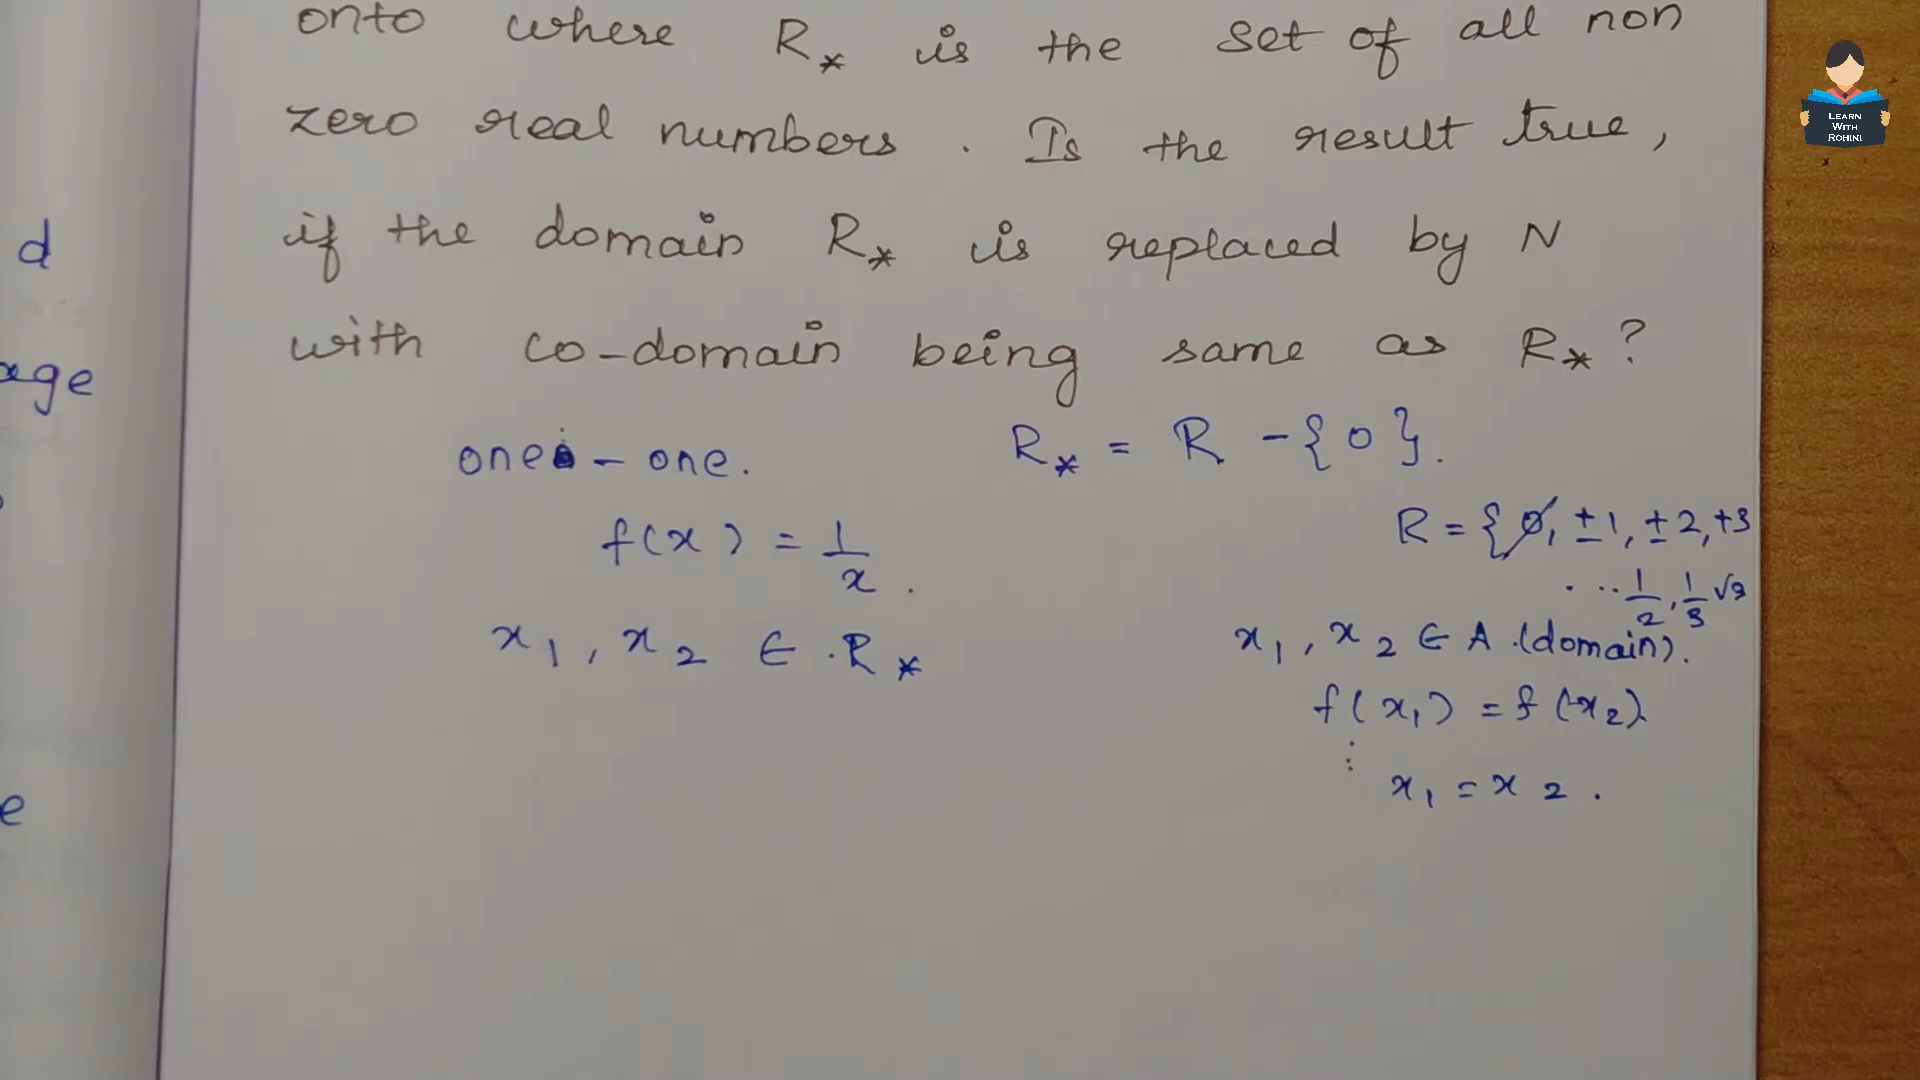 onto where R* is the set of all non
zero real numbers. Is the result true,
if the domain R* is replaced by N
with co-domain being same as R*?
one - one.
R* = R - {0}.
f(x) = 1/x.
R = {0, ±1, ±2, +3
... 1/2, 1/3 √3
x1, x2 ∈ R*
x1, x2 ∈ A (domain).
f(x1) = f(x2)
⋮
x1 = x2.
d
age
e
LEARN
WITH
ROHINI